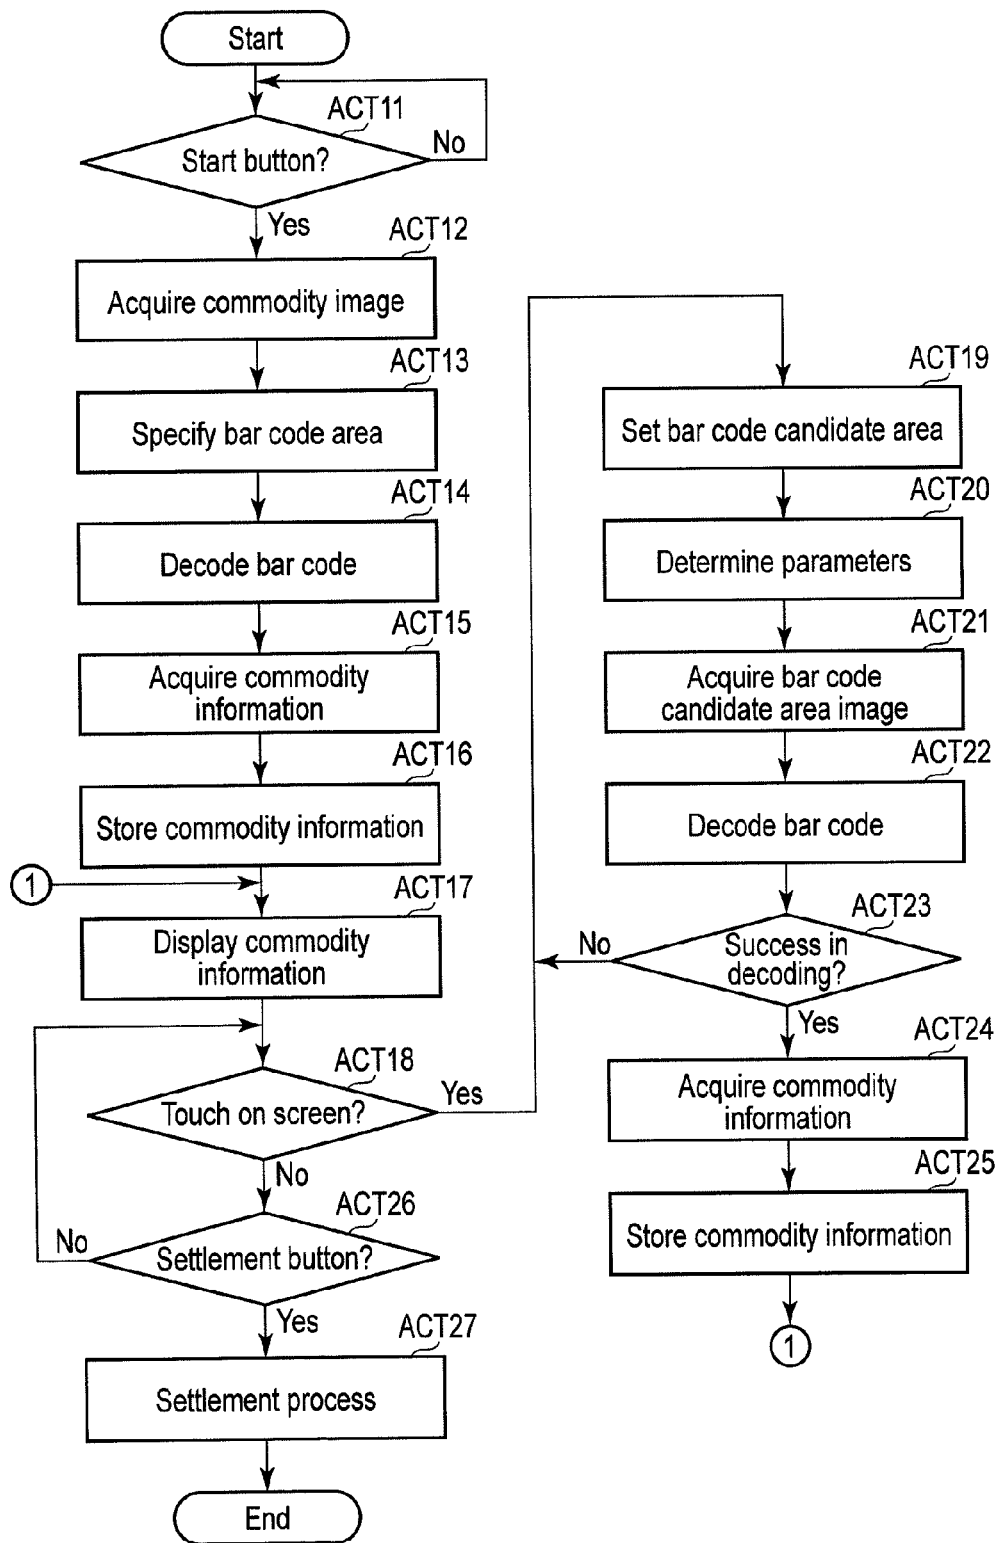 Start
ACT11
Start button?
No
Yes
ACT12
Acquire commodity image
ACT13
Specify bar code area
ACT14
Decode bar code
ACT15
Acquire commodity
information
ACT16
Store commodity information
1
ACT17
Display commodity
information
ACT18
Touch on screen?
Yes
No
ACT26
Settlement button?
No
Yes
ACT27
Settlement process
End
ACT19
Set bar code candidate area
ACT20
Determine parameters
ACT21
Acquire bar code
candidate area image
ACT22
Decode bar code
ACT23
Success in
decoding?
No
Yes
ACT24
Acquire commodity
information
ACT25
Store commodity information
1